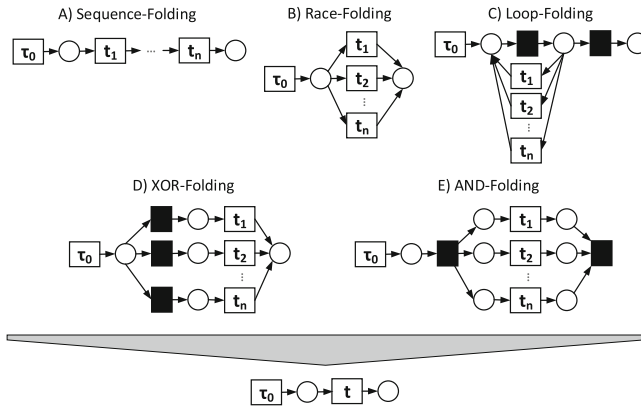 A) Sequence-Folding
τ₀ t₁ ... tₙ
B) Race-Folding
τ₀ t₁
t₂
⋮
tₙ
C) Loop-Folding
τ₀
t₁
t₂
⋮
tₙ
D) XOR-Folding
τ₀ t₁
t₂
⋮
tₙ
E) AND-Folding
τ₀ t₁
t₂
⋮
tₙ
τ₀ t